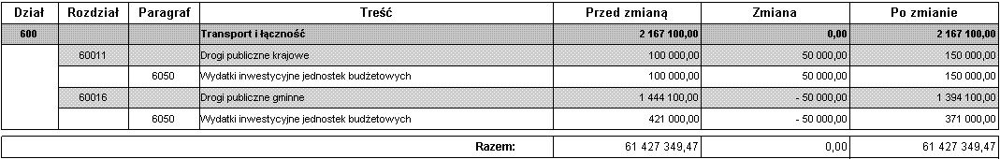 Dział Rozdział Paragraf Treść Przed zmianą Zmiana Po zmianie
600 Transport i łączność 2 167 100,00 0,00 2 167 100,00
60011 Drogi publiczne krajowe 100 000,00 50 000,00 150 000,00
6050 Wydatki inwestycyjne jednostek budżetowych 100 000,00 50 000,00 150 000,00
60016 Drogi publiczne gminne 1 444 100,00 - 50 000,00 1 394 100,00
6050 Wydatki inwestycyjne jednostek budżetowych 421 000,00 - 50 000,00 371 000,00
Razem: 61 427 349,47 0,00 61 427 349,47